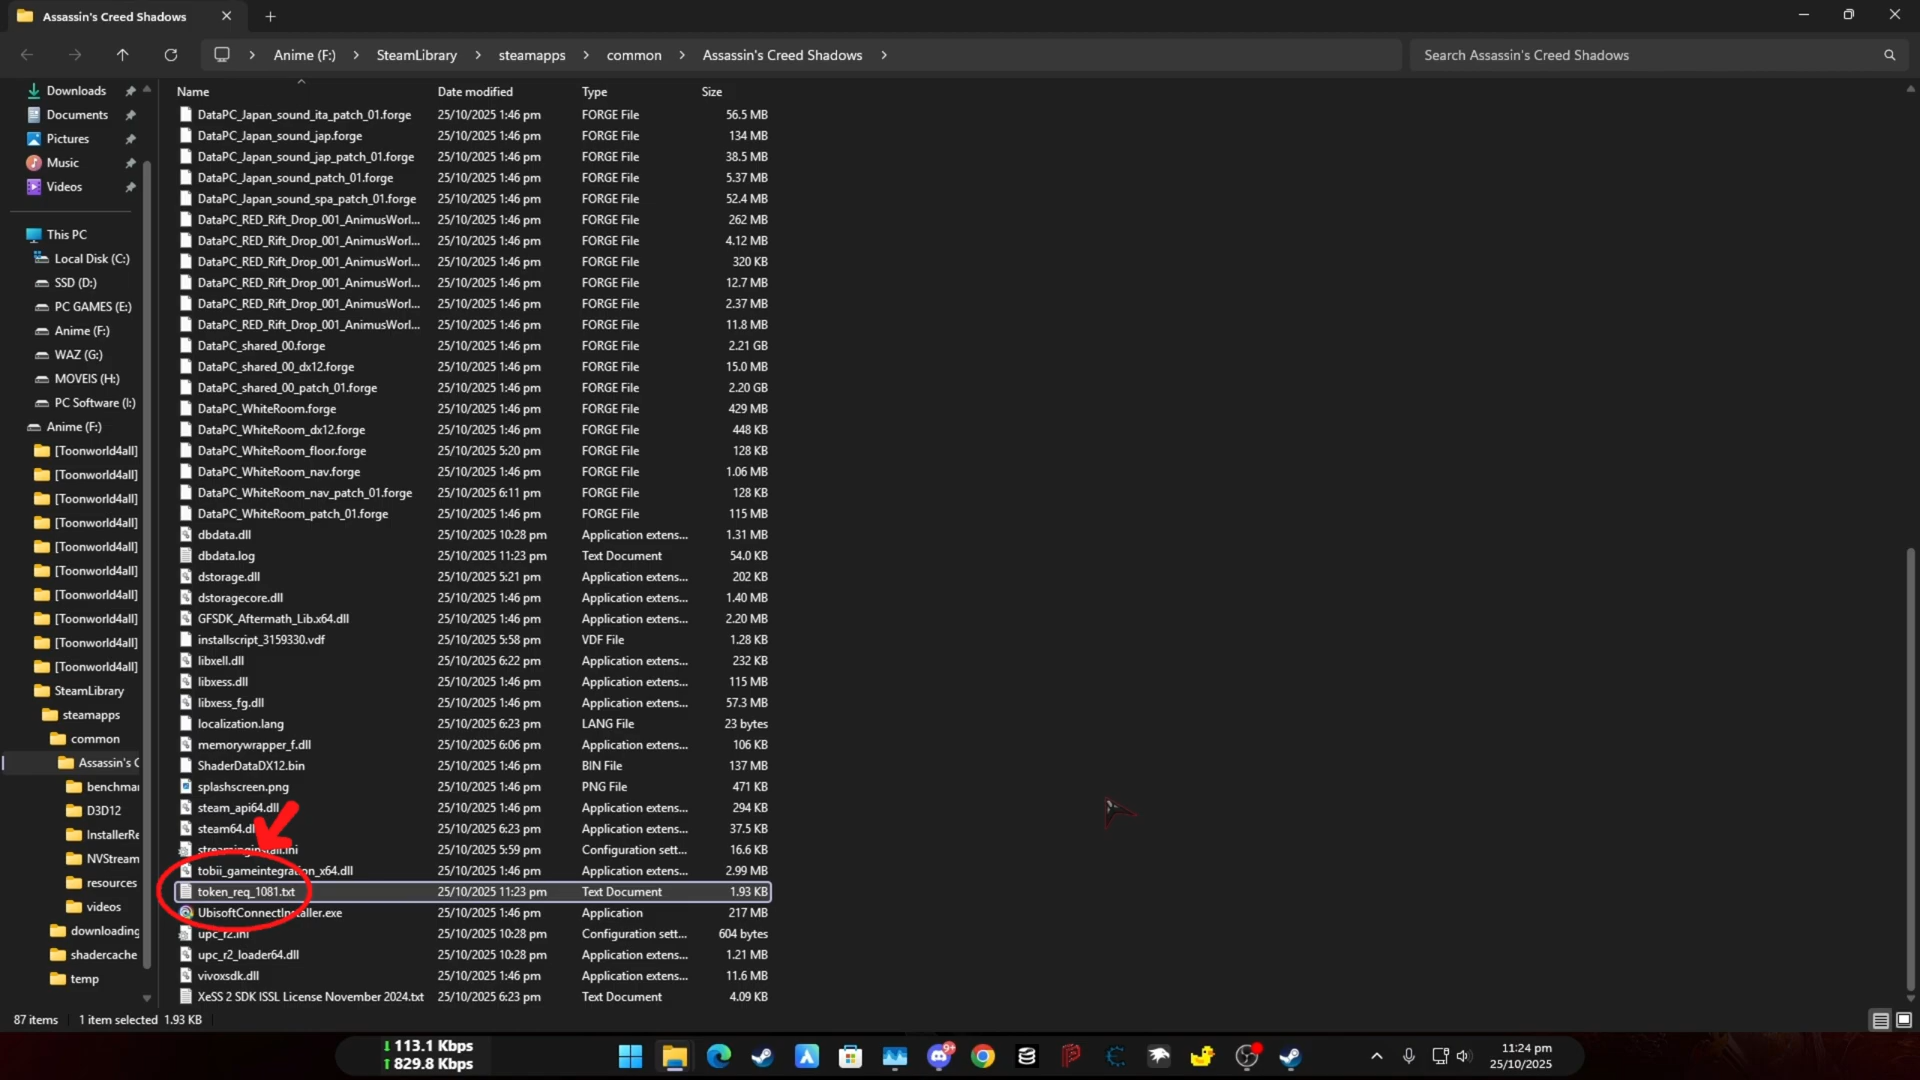 Assassin's Creed Shadows
Anime (F:) SteamLibrary steamapps common Assassin's Creed Shadows
Search Assassin's Creed Shadows
Downloads
Documents
Pictures
Music
Videos
This PC
Local Disk (C:)
SSD (D:)
PC GAMES (E:)
Anime (F:)
WAZ (G:)
MOVEIS (H:)
PC Software (I:)
Anime (F:)
[Toonworld4all]
[Toonworld4all]
[Toonworld4all]
[Toonworld4all]
[Toonworld4all]
[Toonworld4all]
[Toonworld4all]
[Toonworld4all]
[Toonworld4all]
[Toonworld4all]
SteamLibrary
steamapps
common
Assassin's C
benchmar
D3D12
InstallerRe
NVStream
resources
videos
downloading
shadercache
temp
Name Date modified Type Size
DataPC_Japan_sound_ita_patch_01.forge 25/10/2025 1:46 pm FORGE File 56.5 MB
DataPC_Japan_sound_jap.forge 25/10/2025 1:46 pm FORGE File 134 MB
DataPC_Japan_sound_jap_patch_01.forge 25/10/2025 1:46 pm FORGE File 38.5 MB
DataPC_Japan_sound_patch_01.forge 25/10/2025 1:46 pm FORGE File 5.37 MB
DataPC_Japan_sound_spa_patch_01.forge 25/10/2025 1:46 pm FORGE File 52.4 MB
DataPC_RED_Rift_Drop_001_AnimusWorl... 25/10/2025 1:46 pm FORGE File 262 MB
DataPC_RED_Rift_Drop_001_AnimusWorl... 25/10/2025 1:46 pm FORGE File 4.12 MB
DataPC_RED_Rift_Drop_001_AnimusWorl... 25/10/2025 1:46 pm FORGE File 320 KB
DataPC_RED_Rift_Drop_001_AnimusWorl... 25/10/2025 1:46 pm FORGE File 12.7 MB
DataPC_RED_Rift_Drop_001_AnimusWorl... 25/10/2025 1:46 pm FORGE File 2.37 MB
DataPC_RED_Rift_Drop_001_AnimusWorl... 25/10/2025 1:46 pm FORGE File 11.8 MB
DataPC_shared_00.forge 25/10/2025 1:46 pm FORGE File 2.21 GB
DataPC_shared_00_dx12.forge 25/10/2025 1:46 pm FORGE File 15.0 MB
DataPC_shared_00_patch_01.forge 25/10/2025 1:46 pm FORGE File 2.20 GB
DataPC_WhiteRoom.forge 25/10/2025 1:46 pm FORGE File 429 MB
DataPC_WhiteRoom_dx12.forge 25/10/2025 1:46 pm FORGE File 448 KB
DataPC_WhiteRoom_floor.forge 25/10/2025 5:20 pm FORGE File 128 KB
DataPC_WhiteRoom_nav.forge 25/10/2025 1:46 pm FORGE File 1.06 MB
DataPC_WhiteRoom_nav_patch_01.forge 25/10/2025 6:11 pm FORGE File 128 KB
DataPC_WhiteRoom_patch_01.forge 25/10/2025 1:46 pm FORGE File 115 MB
dbdata.dll 25/10/2025 10:28 pm Application extens... 1.31 MB
dbdata.log 25/10/2025 11:23 pm Text Document 54.0 KB
dstorage.dll 25/10/2025 5:21 pm Application extens... 202 KB
dstoragecore.dll 25/10/2025 1:46 pm Application extens... 1.40 MB
GFSDK_Aftermath_Lib.x64.dll 25/10/2025 1:46 pm Application extens... 2.20 MB
installscript_3159330.vdf 25/10/2025 5:58 pm VDF File 1.28 KB
libxell.dll 25/10/2025 6:22 pm Application extens... 232 KB
libxess.dll 25/10/2025 1:46 pm Application extens... 115 MB
libxess_fg.dll 25/10/2025 1:46 pm Application extens... 57.3 MB
localization.lang 25/10/2025 6:23 pm LANG File 23 bytes
memorywrapper_f.dll 25/10/2025 6:06 pm Application extens... 106 KB
ShaderDataDX12.bin 25/10/2025 1:46 pm BIN File 137 MB
splashscreen.png 25/10/2025 1:46 pm PNG File 471 KB
steam_api64.dll 25/10/2025 1:46 pm Application extens... 294 KB
steam64.dl 25/10/2025 6:23 pm Application extens... 37.5 KB
streaminginstall.ini 25/10/2025 5:59 pm Configuration sett... 16.6 KB
tobii_gameintegration_x64.dll 25/10/2025 1:46 pm Application extens... 2.99 MB
token_req_1081.txt 25/10/2025 11:23 pm Text Document 1.93 KB
UbisoftConnectInstaller.exe 25/10/2025 1:46 pm Application 217 MB
upc_r2.ini 25/10/2025 10:28 pm Configuration sett... 604 bytes
upc_r2_loader64.dll 25/10/2025 10:28 pm Application extens... 1.21 MB
vivoxsdk.dll 25/10/2025 1:46 pm Application extens... 11.6 MB
XeSS 2 SDK ISSL License November 2024.txt 25/10/2025 6:23 pm Text Document 4.09 KB
87 items 1 item selected 1.93 KB
113.1 Kbps
829.8 Kbps
9+
11:24 pm
25/10/2025